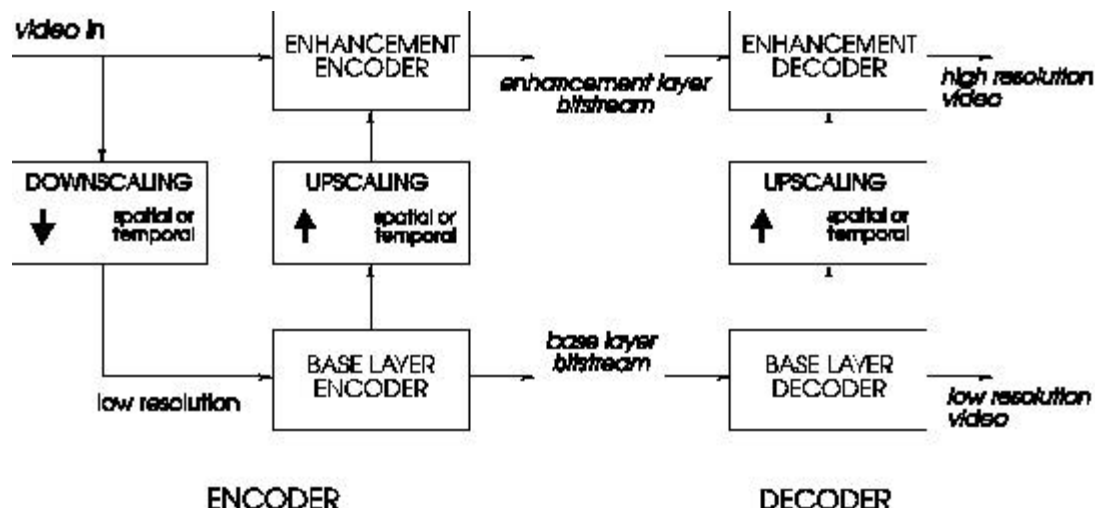 video in
ENHANCEMENT
ENCODER
enhancement layer
bitstream
ENHANCEMENT
DECODER
high resolution
video
DOWNSCALING
spatial or
temporal
UPSCALING
spatial or
temporal
UPSCALING
spatial or
temporal
low resolution
BASE LAYER
ENCODER
base layer
bitstream
BASE LAYER
DECODER
low resolution
video
ENCODER
DECODER